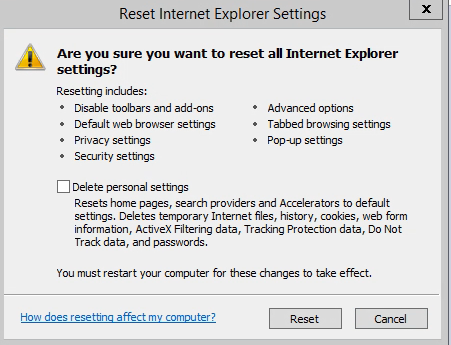 Reset Internet Explorer Settings
x
Are you sure you want to reset all Internet Explorer
settings?
Resetting includes:
• Disable toolbars and add-ons
• Default web browser settings
• Privacy settings
• Security settings
• Advanced options
• Tabbed browsing settings
• Pop-up settings
Delete personal settings
Resets home pages, search providers and Accelerators to default
settings. Deletes temporary Internet files, history, cookies, web form
information, ActiveX Filtering data, Tracking Protection data, Do Not
Track data, and passwords.
You must restart your computer for these changes to take effect.
How does resetting affect my computer?
Reset
Cancel